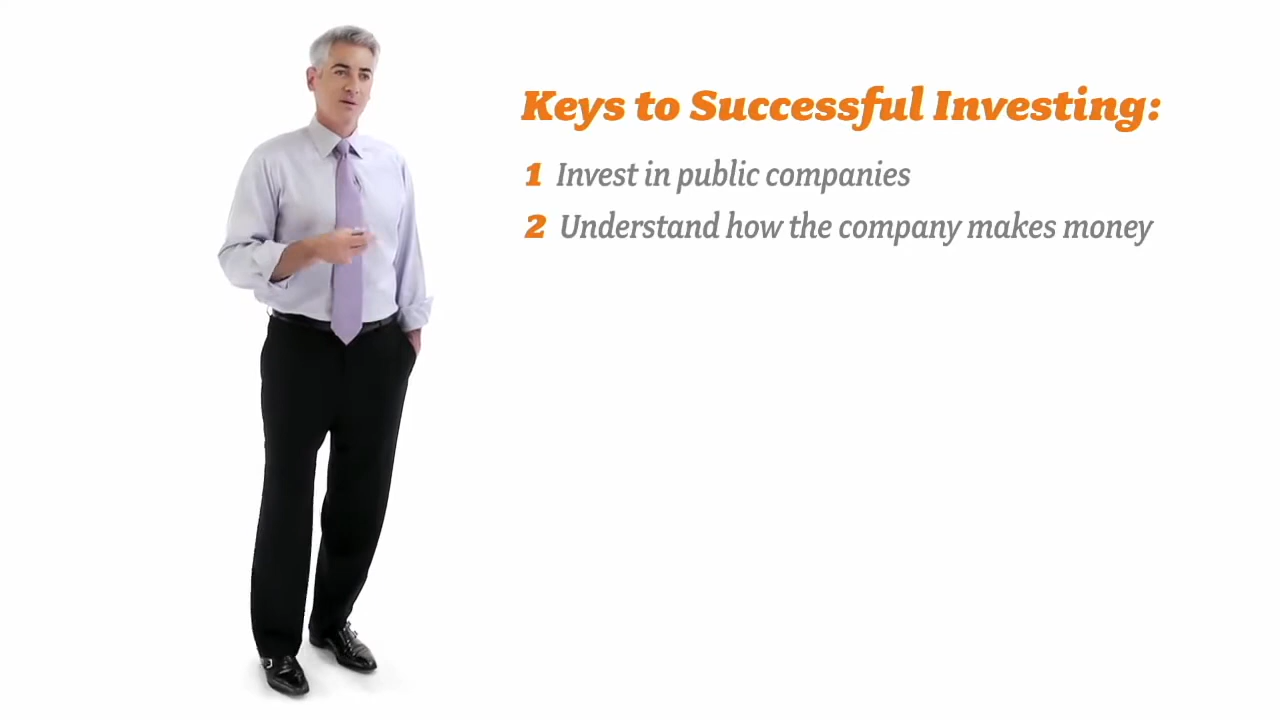 Keys to Successful Investing:
1 Invest in public companies
2 Understand how the company makes money